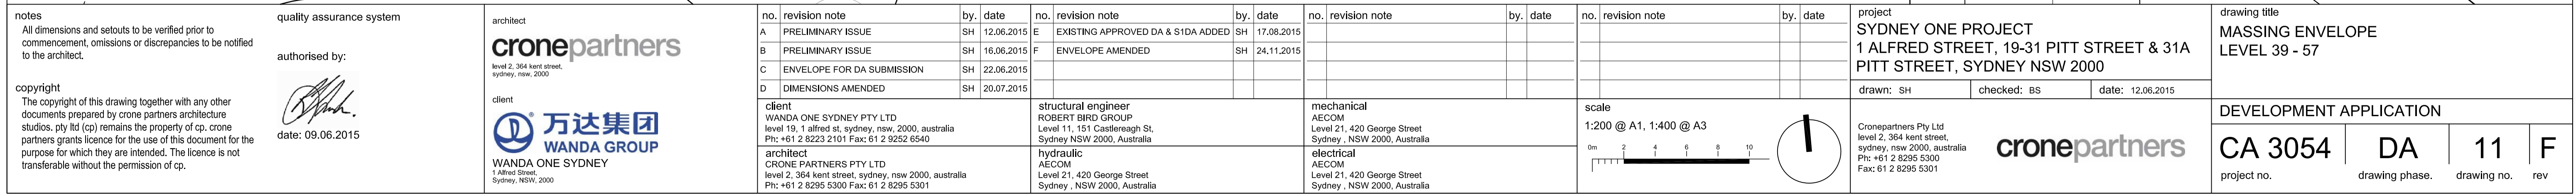 notes
All dimensions and setouts to be verified prior to
commencement, omissions or discrepancies to be notified
to the architect.
copyright
The copyright of this drawing together with any other
documents prepared by crone partners architecture
studios. pty ltd (cp) remains the property of cp. crone
partners grants licence for the use of this document for the
purpose for which they are intended. The licence is not
transferable without the permission of cp.
quality assurance system
authorised by:
date: 09.06.2015
architect
cronepartners
level 2, 364 kent street,
sydney, nsw, 2000
client
万达集团
WANDA GROUP
WANDA ONE SYDNEY
1 Alfred Street,
Sydney, NSW, 2000
no. revision note by. date
A PRELIMINARY ISSUE SH 12.06.2015
B PRELIMINARY ISSUE SH 16.06.2015
C ENVELOPE FOR DA SUBMISSION SH 22.06.2015
D DIMENSIONS AMENDED SH 20.07.2015
no. revision note by. date
E EXISTING APPROVED DA & S1DA ADDED SH 17.08.2015
F ENVELOPE AMENDED SH 24,11,2015
no. revision note by. date
no. revision note by. date
client
WANDA ONE SYDNEY PTY LTD
level 19, 1 alfred st, sydney, nsw, 2000, australia
Ph; +61 2 8223 2101 Fax; 61 2 9252 6540
architect
CRONE PARTNERS PTY LTD
level 2, 364 kent street, sydney, nsw, 2000, australia
Ph: +61 2 8295 5300 Fax: 61 2 8295 5301
structural engineer
ROBERT BIRD GROUP
Level 11, 151 Castlereagh St,
Sydney NSW 2000, Australia
hydraulic
AECOM
Level 21, 420 George Street
Sydney , NSW 2000, Australia
mechanical
AECOM
Level 21, 420 George Street
Sydney , NSW 2000, Australia
electrical
AECOM
Level 21, 420 George Street
Sydney , NSW 2000, Australia
scale
1:200 @ A1, 1:400 @ A3
0m 2 4 6 8 10
project
SYDNEY ONE PROJECT
1 ALFRED STREET, 19-31 PITT STREET & 31A
PITT STREET, SYDNEY NSW 2000
drawn: SH checked: BS date: 12.06.2015
Cronepartners Pty Ltd
level 2, 364 kent street,
sydney, nsw 2000, australia
Ph: +61 2 8295 5300
Fax: 61 2 8295 5301
cronepartners
drawing title
MASSING ENVELOPE
LEVEL 39 - 57
DEVELOPMENT APPLICATION
CA 3054 DA 11 F
project no. drawing phase. drawing no. rev